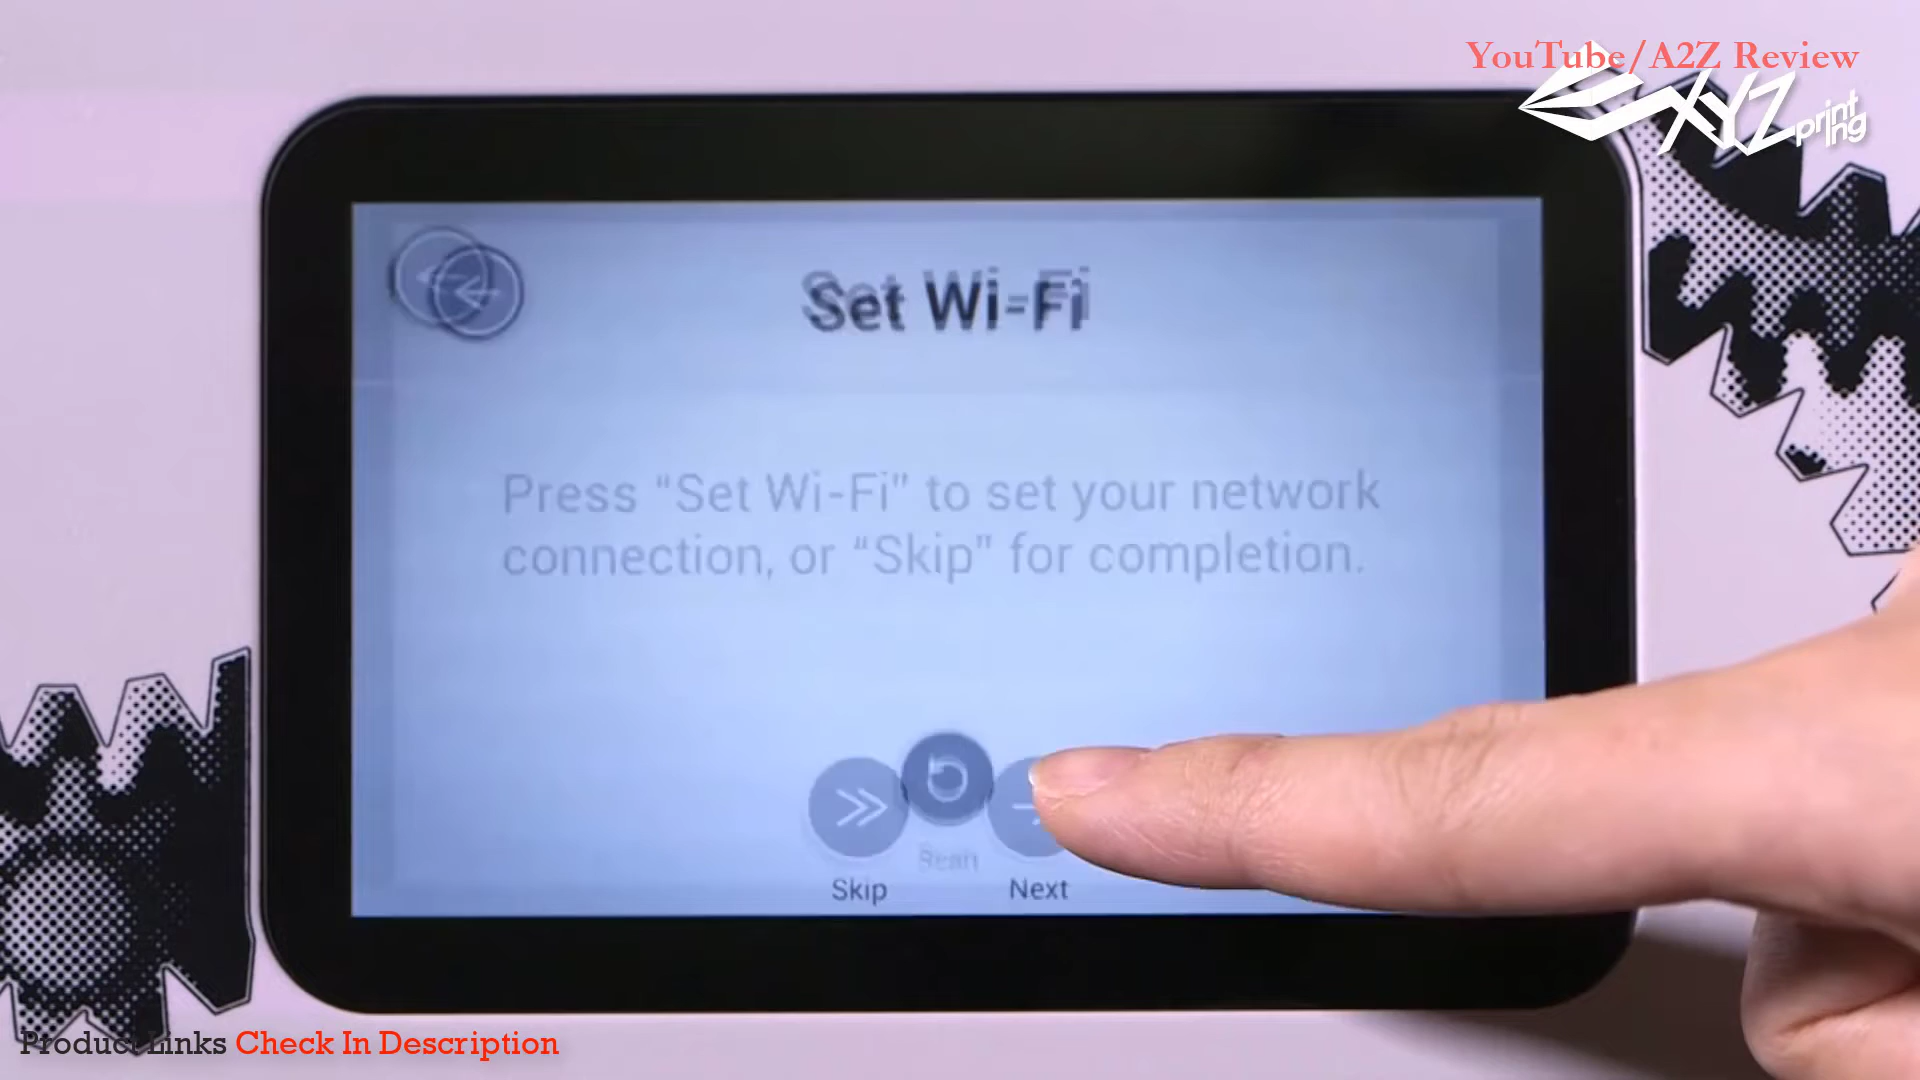 YouTube/A2Z Review
XYZ
printing
Set Wi-Fi
Press “Set Wi-Fi” to set your network
connection, or “Skip” for completion.
Skip
Next
Product Links Check In Description